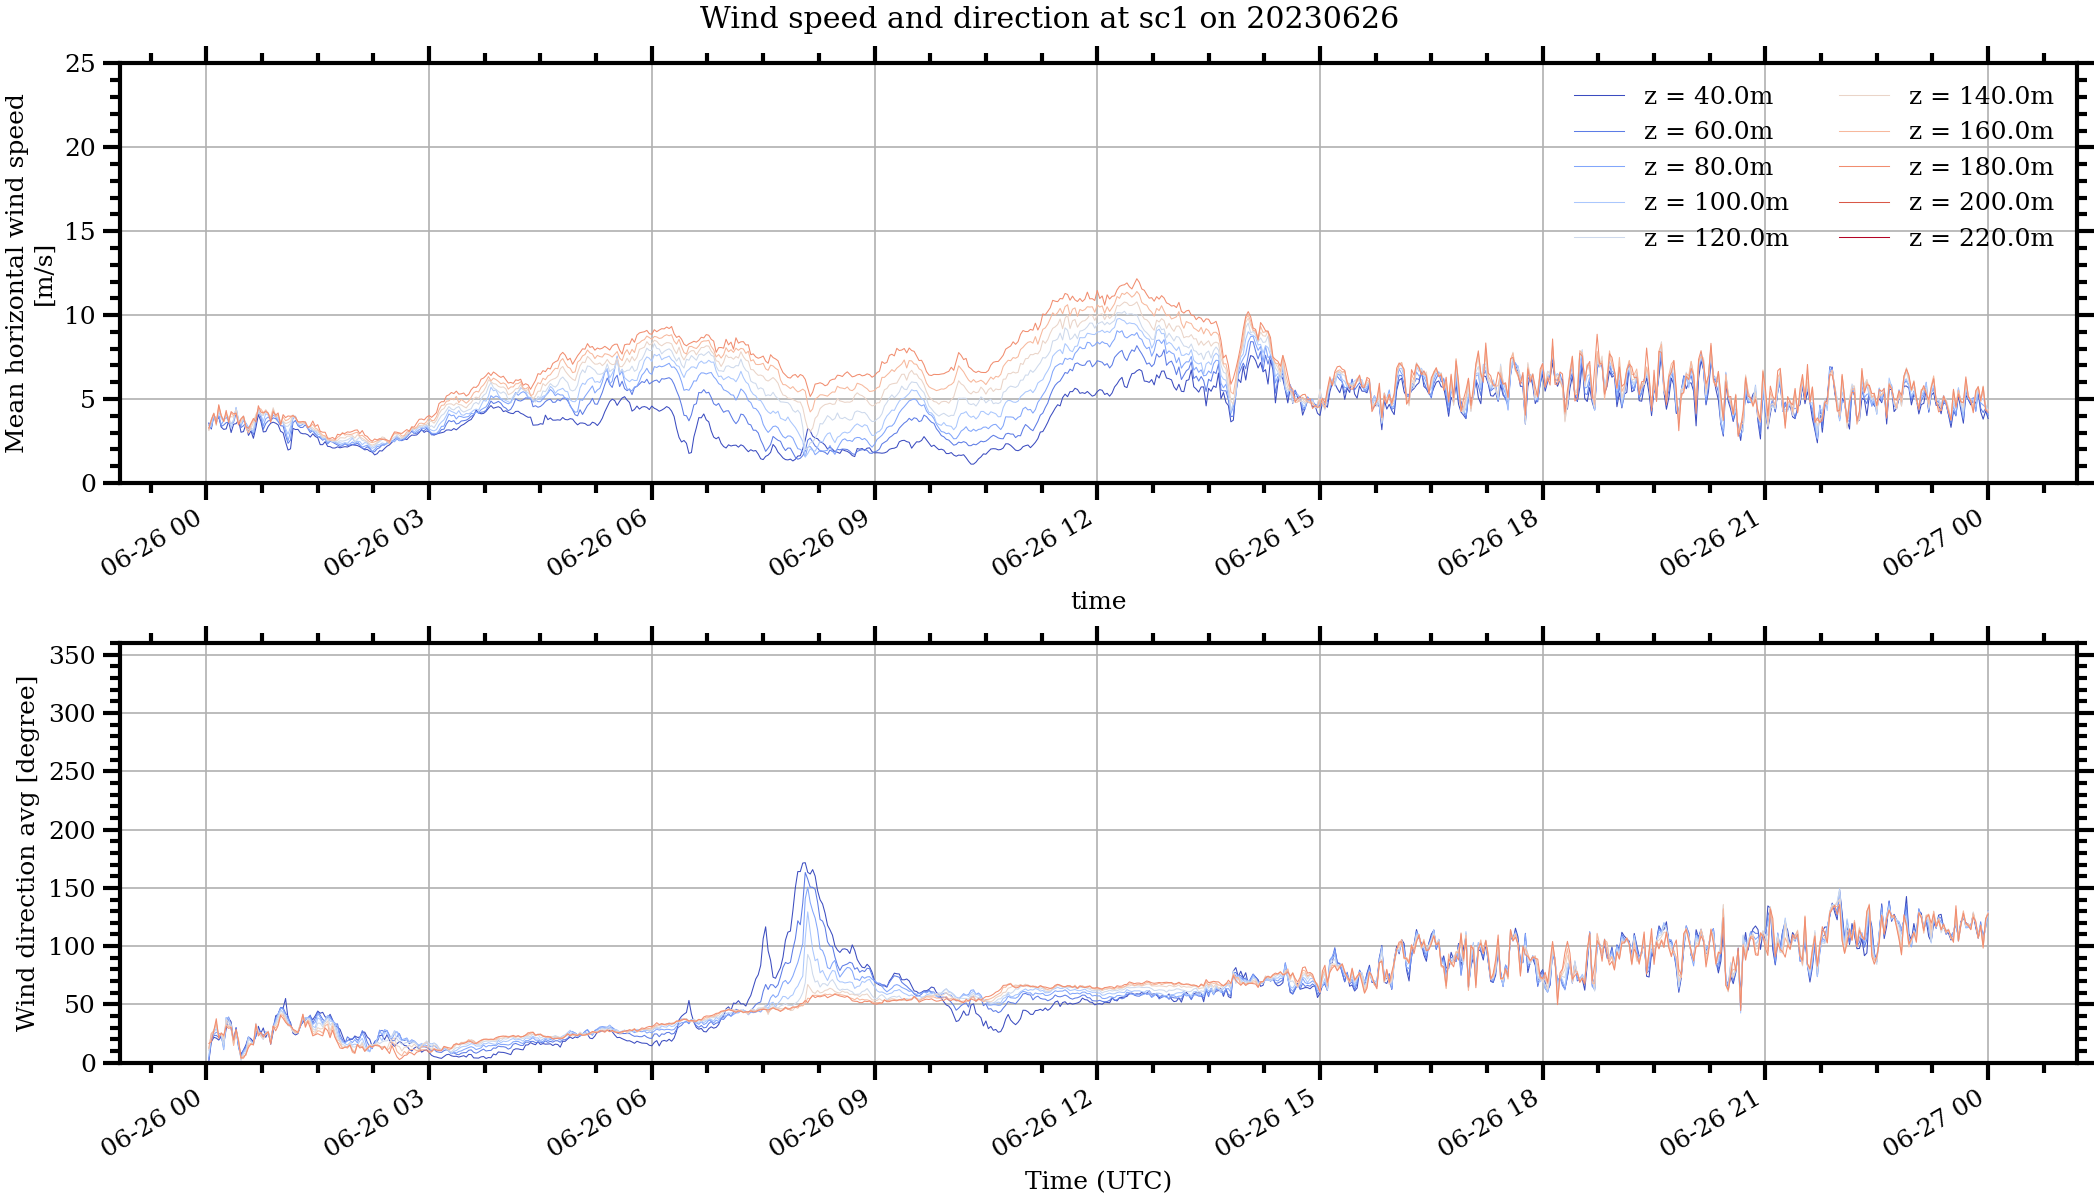 Wind speed and direction at sc1 on 20230626
Mean horizontal wind speed
[m/s]
25
20
15
10
5
0
z = 40.0m
z = 60.0m
z = 80.0m
z = 100.0m
z = 120.0m
z = 140.0m
z = 160.0m
z = 180.0m
z = 200.0m
z = 220.0m
06-26 00
06-26 03
06-26 06
06-26 09
06-26 12
06-26 15
06-26 18
06-26 21
06-27 00
time
Wind direction avg [degree]
350
300
250
200
150
100
50
0
06-26 00
06-26 03
06-26 06
06-26 09
06-26 12
06-26 15
06-26 18
06-26 21
06-27 00
Time (UTC)